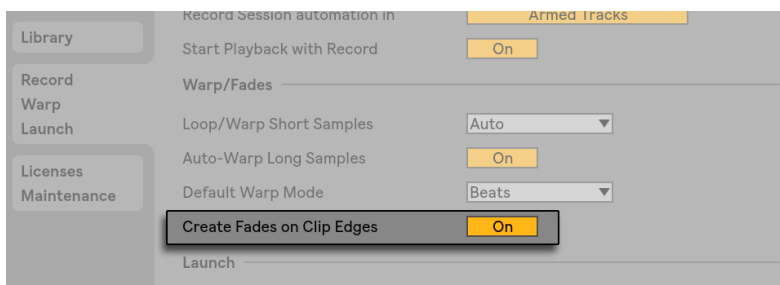 Library
Record
Warp
Launch
Licenses
Maintenance
Record Session automation in Armed Tracks
Start Playback with Record On
Warp/Fades
Loop/Warp Short Samples Auto
Auto-Warp Long Samples On
Default Warp Mode Beats
Create Fades on Clip Edges On
Launch